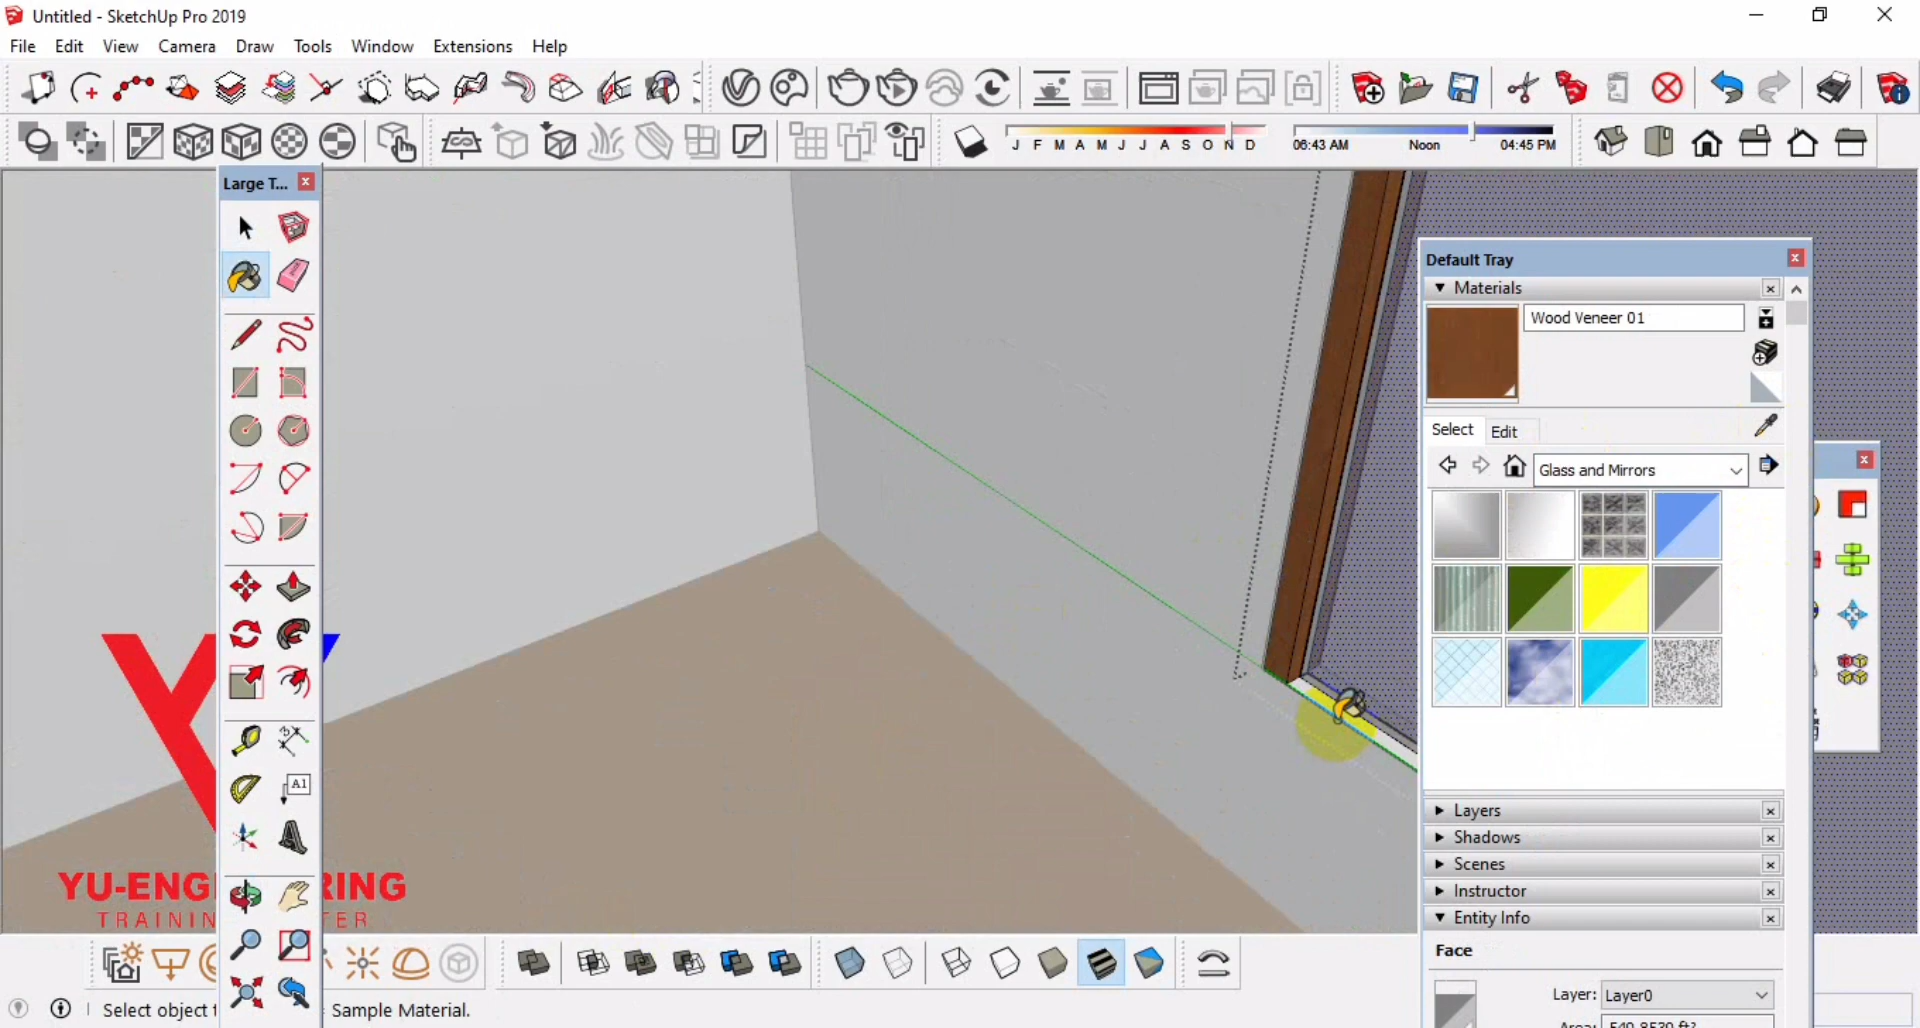 Untitled - SketchUp Pro 2019
File Edit View Camera Draw Tools Window Extensions Help
J F M A M J J A S O N D
06:43 AM Noon 04:45 PM
Large T...
Default Tray
Materials
Wood Veneer 01
Select Edit
Glass and Mirrors
A1
Layers
Shadows
Scenes
Instructor
Entity Info
Face
Layer: Layer0
YU-ENG RING
TRAININ TER
Select object t
Sample Material.